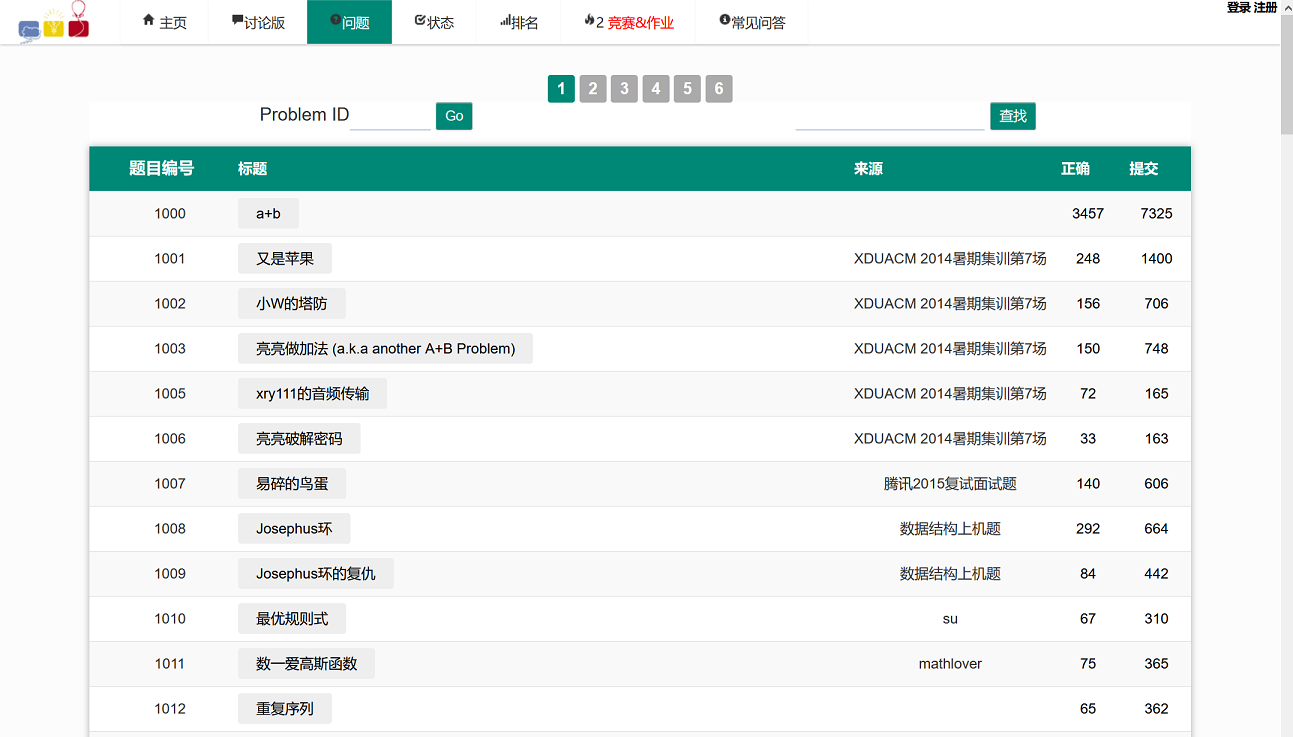 主页 讨论版 问题 状态 排名 2 竞赛&作业 常见问答 登录 注册
1 2 3 4 5 6
Problem ID Go 查找
题目编号 标题 来源 正确 提交
1000 a+b 3457 7325
1001 又是苹果 XDUACM 2014暑期集训第7场 248 1400
1002 小W的塔防 XDUACM 2014暑期集训第7场 156 706
1003 亮亮做加法 (a.k.a another A+B Problem) XDUACM 2014暑期集训第7场 150 748
1005 xry111的音频传输 XDUACM 2014暑期集训第7场 72 165
1006 亮亮破解密码 XDUACM 2014暑期集训第7场 33 163
1007 易碎的鸟蛋 腾讯2015复试面试题 140 606
1008 Josephus环 数据结构上机题 292 664
1009 Josephus环的复仇 数据结构上机题 84 442
1010 最优规则式 su 67 310
1011 数一爱高斯函数 mathlover 75 365
1012 重复序列 65 362